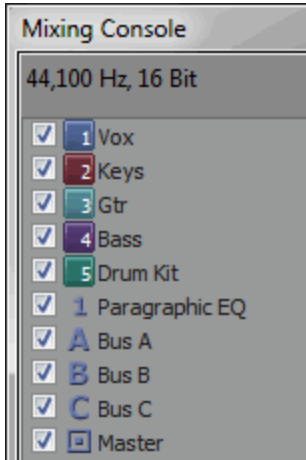 Mixing Console
44,100 Hz, 16 Bit
1 Vox
2 Keys
3 Gtr
4 Bass
5 Drum Kit
1 Paragraphic EQ
A Bus A
B Bus B
C Bus C
Master